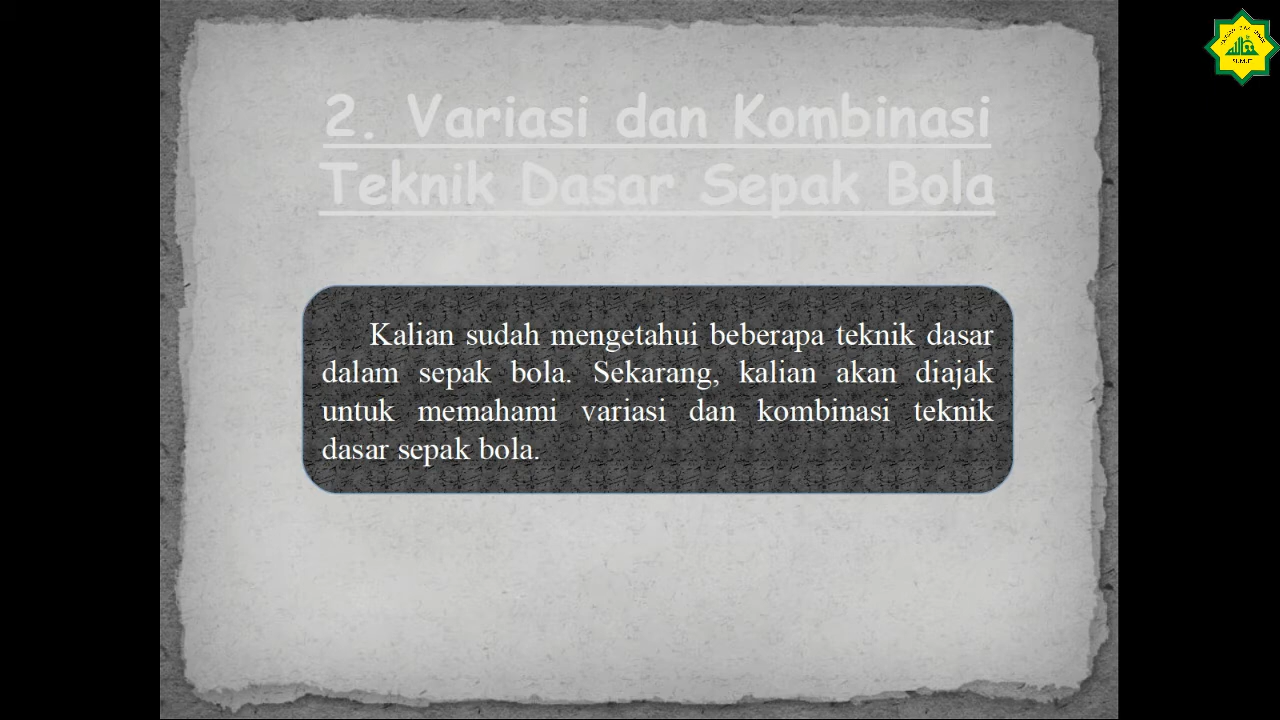 2. Variasi dan Kombinasi
Teknik Dasar Sepak Bola
Kalian sudah mengetahui beberapa teknik dasar
dalam sepak bola. Sekarang, kalian akan diajak
untuk memahami variasi dan kombinasi teknik
dasar sepak bola.